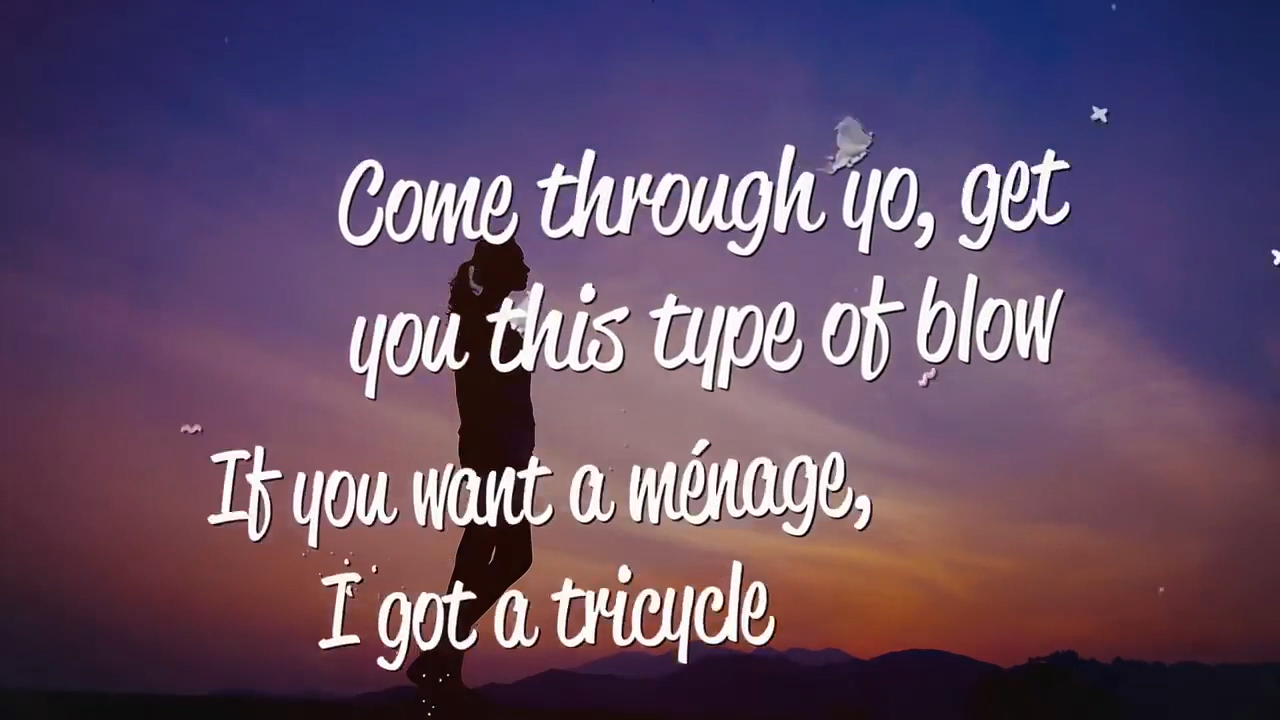 Come through yo, get
you this type of blow
If you want a ménage,
I got a tricycle